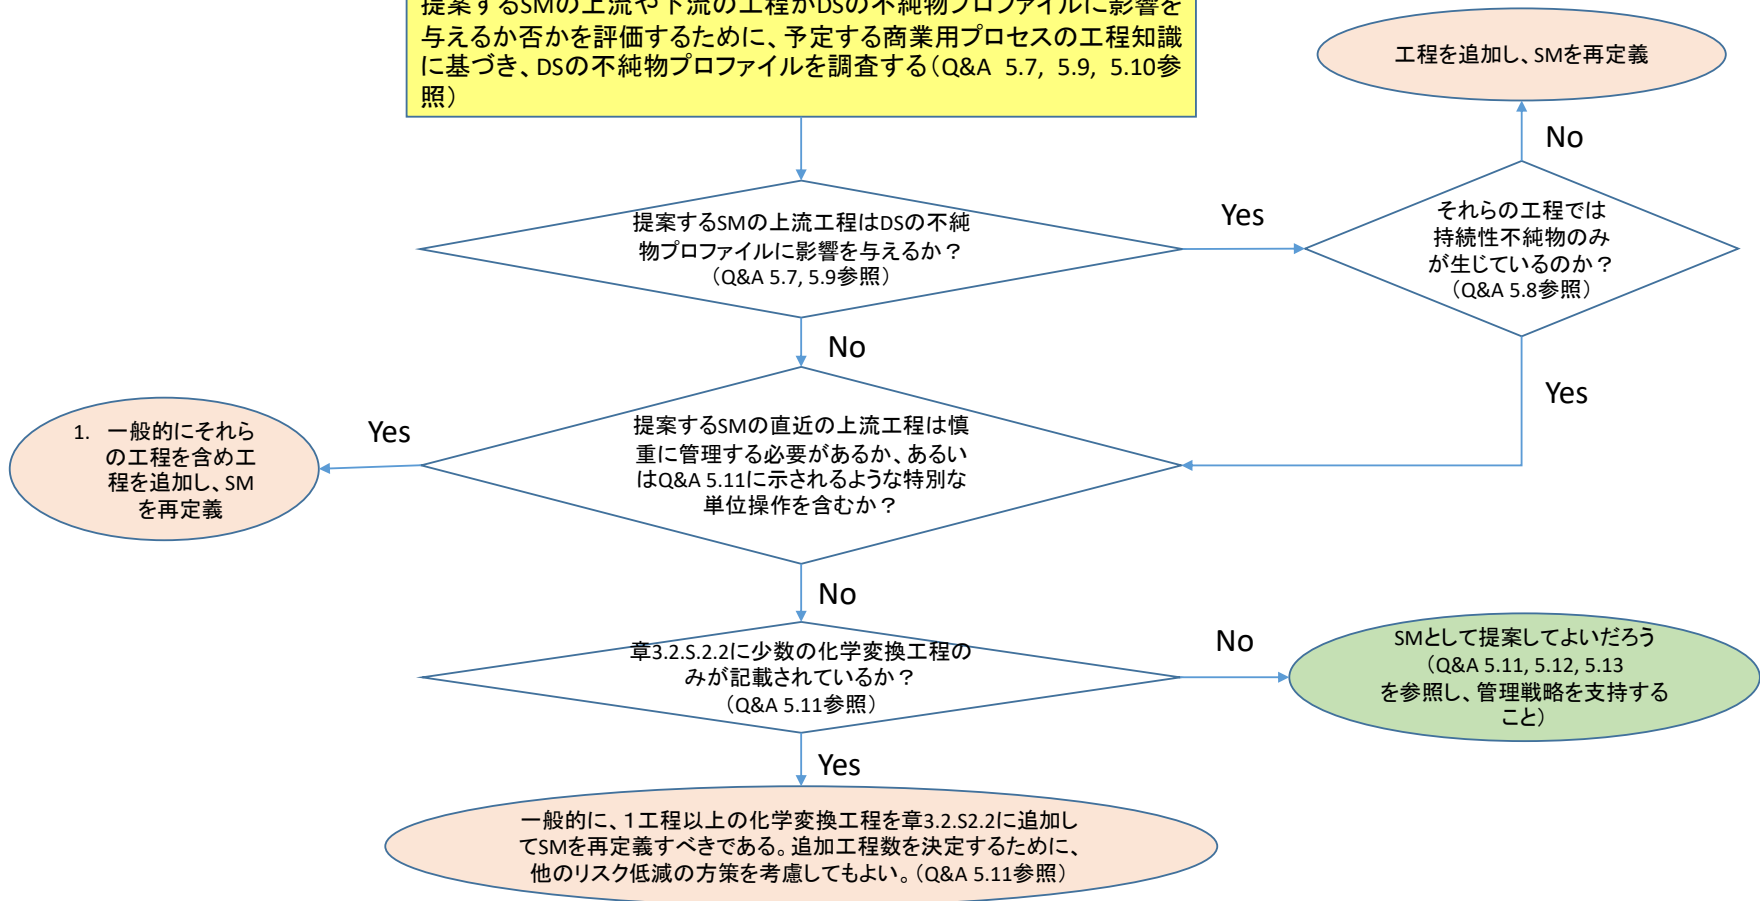 提案するSMの上流や下流の工程がDSの不純物プロファイルに影響を
与えるか否かを評価するために、予定する商業用プロセスの工程知識
に基づき、DSの不純物プロファイルを調査する（Q&A 5.7, 5.9, 5.10参
照）
工程を追加し、SMを再定義
No
提案するSMの上流工程はDSの不純
物プロファイルに影響を与えるか？
（Q&A 5.7, 5.9参照）
Yes
それらの工程では
持続性不純物のみ
が生じているのか？
（Q&A 5.8参照）
No
Yes
1. 一般的にそれら
の工程を含め工
程を追加し、SM
を再定義
Yes
提案するSMの直近の上流工程は慎
重に管理する必要があるか、あるい
はQ&A 5.11に示されるような特別な
単位操作を含むか？
No
章3.2.S.2.2に少数の化学変換工程の
みが記載されているか？
（Q&A 5.11参照）
No
SMとして提案してよいだろう
（Q&A 5.11, 5.12, 5.13
を参照し、管理戦略を支持する
こと）
Yes
一般的に、１工程以上の化学変換工程を章3.2.S2.2に追加し
てSMを再定義すべきである。追加工程数を決定するために、
他のリスク低減の方策を考慮してもよい。（Q&A 5.11参照）